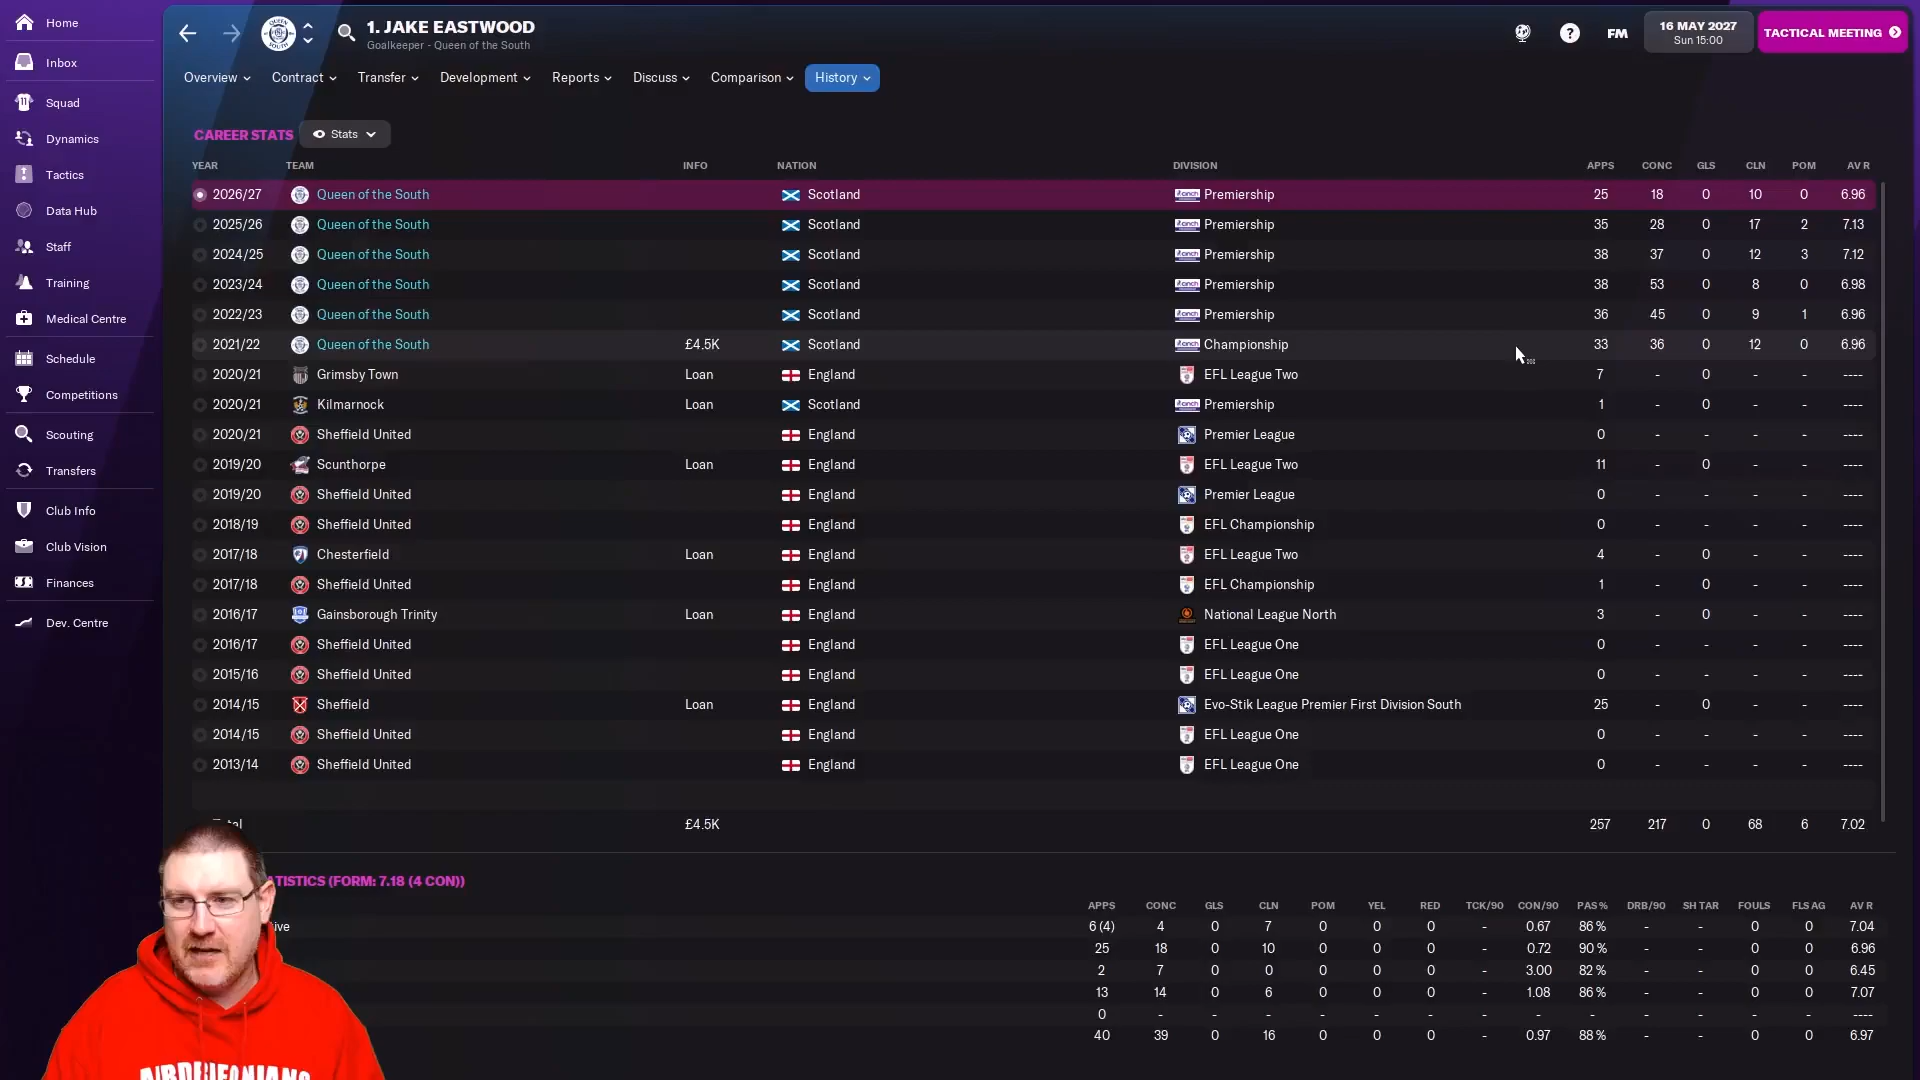 Home
Inbox
Squad
Dynamics
Tactics
Data Hub
Staff
Training
Medical Centre
Schedule
Competitions
Scouting
Transfers
Club Info
Club Vision
Finances
Dev. Centre
1. JAKE EASTWOOD
Goalkeeper - Queen of the South
FM
16 MAY 2027
Sun 15:00
TACTICAL MEETING
Overview Contract Transfer Development Reports Discuss Comparison History
CAREER STATS Stats
YEAR TEAM INFO NATION DIVISION APPS CONC GLS CLN POM AV R
2026/27 Queen of the South Scotland Premiership 25 18 0 10 0 6.96
2025/26 Queen of the South Scotland Premiership 35 28 0 17 2 7.13
2024/25 Queen of the South Scotland Premiership 38 37 0 12 3 7.12
2023/24 Queen of the South Scotland Premiership 38 53 0 8 0 6.98
2022/23 Queen of the South Scotland Premiership 36 45 0 9 1 6.96
2021/22 Queen of the South £4.5K Scotland Championship 33 36 0 12 0 6.96
2020/21 Grimsby Town Loan England EFL League Two 7 - 0 - - ----
2020/21 Kilmarnock Loan Scotland Premiership 1 - 0 - - ----
2020/21 Sheffield United England Premier League 0 - - - - ----
2019/20 Scunthorpe Loan England EFL League Two 11 - 0 - - ----
2019/20 Sheffield United England Premier League 0 - - - - ----
2018/19 Sheffield United England EFL Championship 0 - - - - ----
2017/18 Chesterfield Loan England EFL League Two 4 - 0 - - ----
2017/18 Sheffield United England EFL Championship 1 - 0 - - ----
2016/17 Gainsborough Trinity Loan England National League North 3 - 0 - - ----
2016/17 Sheffield United England EFL League One 0 - - - - ----
2015/16 Sheffield United England EFL League One 0 - - - - ----
2014/15 Sheffield Loan England Evo-Stik League Premier First Division South 25 - 0 - - ----
2014/15 Sheffield United England EFL League One 0 - - - - ----
2013/14 Sheffield United England EFL League One 0 - - - - ----
£4.5K 257 217 0 68 6 7.02
(FORM: 7.18 (4 CON))
APPS CONC GLS CLN POM YEL RED TCK/90 CON/90 PAS % DRB/90 SH TAR FOULS FLS AG AV R
6 (4) 4 0 7 0 0 0 - 0.67 86 % - - 0 0 7.04
25 18 0 10 0 0 0 - 0.72 90 % - - 0 0 6.96
2 7 0 0 0 0 0 - 3.00 82 % - - 0 0 6.45
13 14 0 6 0 0 0 - 1.08 86 % - - 0 0 7.07
0 - - - - - - - - - - - - - ----
40 39 0 16 0 0 0 - 0.97 88 % - - 0 0 6.97